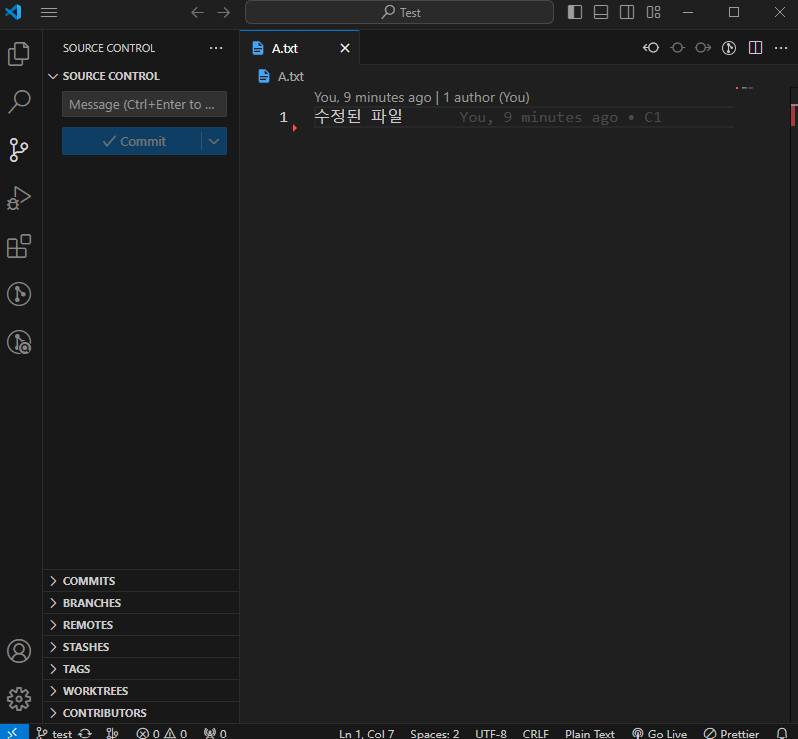 Test
SOURCE CONTROL
SOURCE CONTROL
Message (Ctrl+Enter to ...
Commit
COMMITS
BRANCHES
REMOTES
STASHES
TAGS
WORKTREES
CONTRIBUTORS
A.txt
A.txt
You, 9 minutes ago | 1 author (You)
1 수정된 파일 You, 9 minutes ago • C1
test 0 0 0 Ln 1, Col 7 Spaces: 2 UTF-8 CRLF Plain Text Go Live Prettier